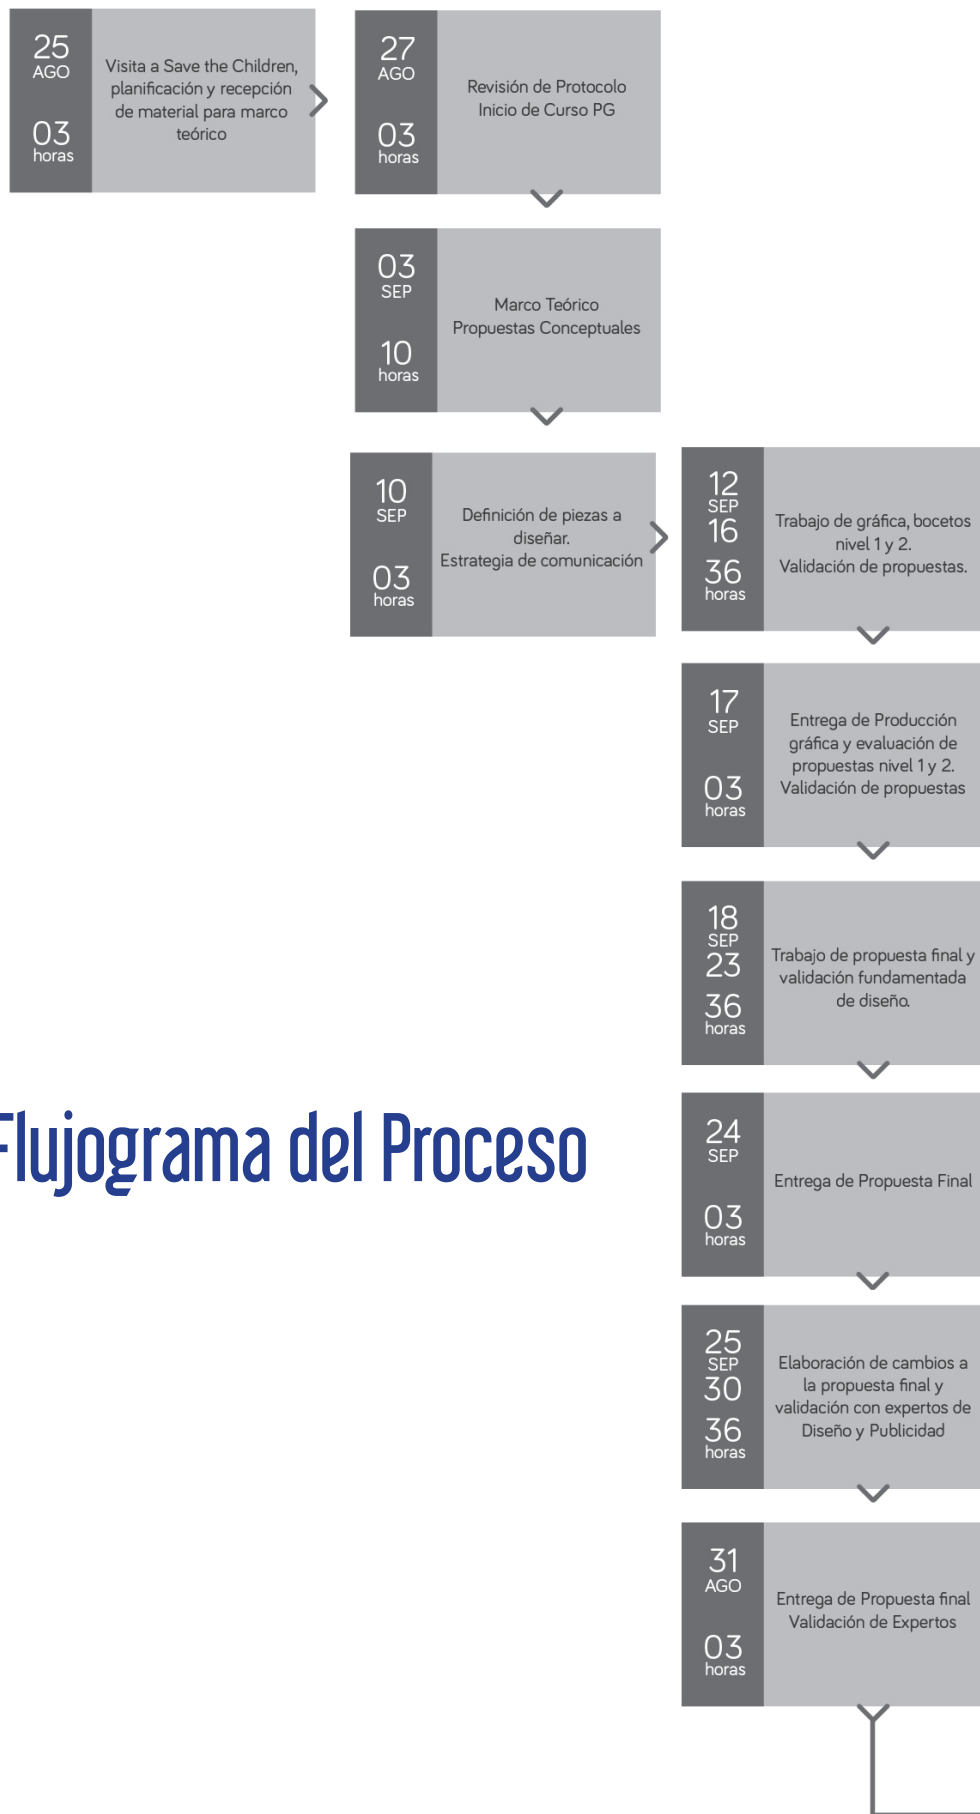 25
AGO
03
horas
Visita a Save the Children,
planificación y recepción
de material para marco
teórico
27
AGO
03
horas
Revisión de Protocolo
Inicio de Curso PG
03
SEP
10
horas
Marco Teórico
Propuestas Conceptuales
10
SEP
03
horas
Definición de piezas a
diseñar.
Estrategia de comunicación
12
SEP
16
36
horas
Trabajo de gráfica, bocetos
nivel 1 y 2.
Validación de propuestas.
17
SEP
03
horas
Entrega de Producción
gráfica y evaluación de
propuestas nivel 1 y 2.
Validación de propuestas
18
SEP
23
36
horas
Trabajo de propuesta final y
validación fundamentada
de diseño.
Flujograma del Proceso
24
SEP
03
horas
Entrega de Propuesta Final
25
SEP
30
36
horas
Elaboración de cambios a
la propuesta final y
validación con expertos de
Diseño y Publicidad
31
AGO
03
horas
Entrega de Propuesta final
Validación de Expertos